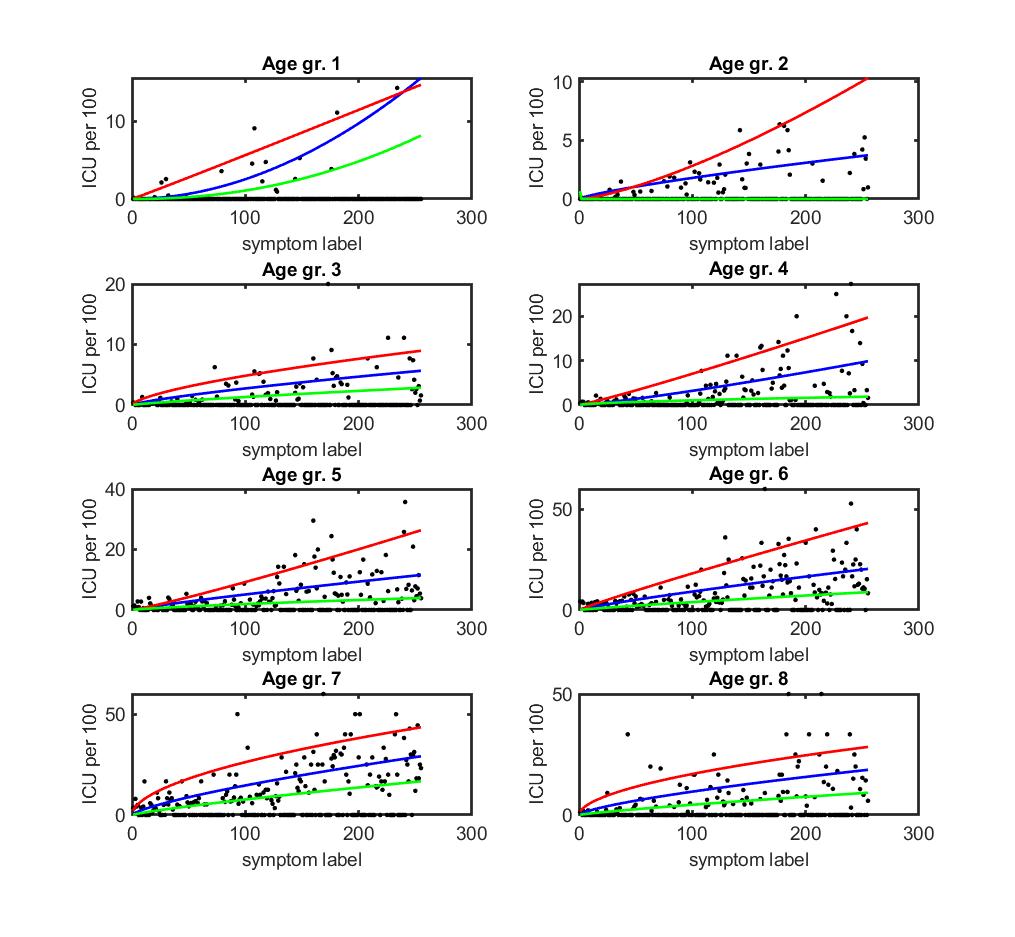 Age gr. 1
ICU per 100
10
0
0 100 200 300
symptom label
Age gr. 2
ICU per 100
10
5
0
0 100 200 300
symptom label
Age gr. 3
ICU per 100
20
10
0
0 100 200 300
symptom label
Age gr. 4
ICU per 100
20
10
0
0 100 200 300
symptom label
Age gr. 5
ICU per 100
40
20
0
0 100 200 300
symptom label
Age gr. 6
ICU per 100
50
0
0 100 200 300
symptom label
Age gr. 7
ICU per 100
50
0
0 100 200 300
symptom label
Age gr. 8
ICU per 100
50
0
0 100 200 300
symptom label